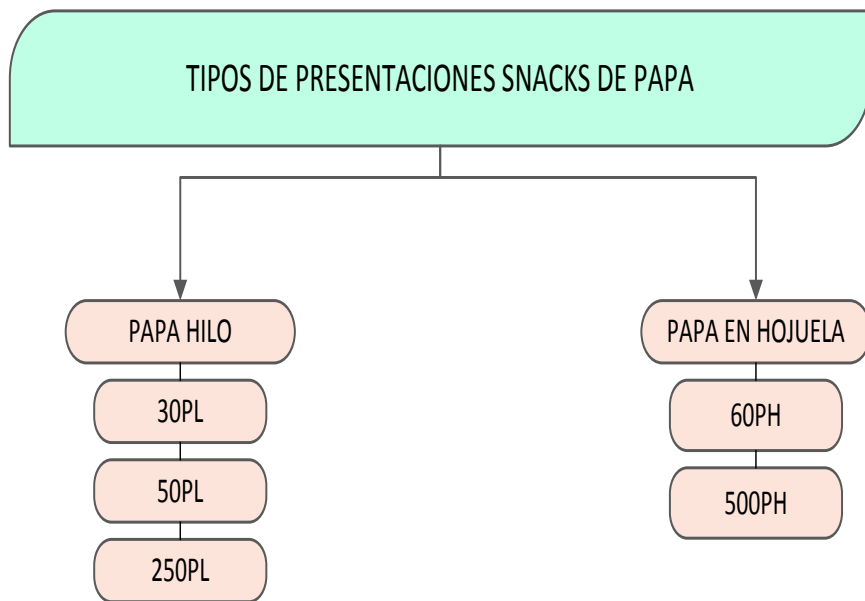 TIPOS DE PRESENTACIONES SNACKS DE PAPA
PAPA HILO
30PL
50PL
250PL
PAPA EN HOJUELA
60PH
500PH